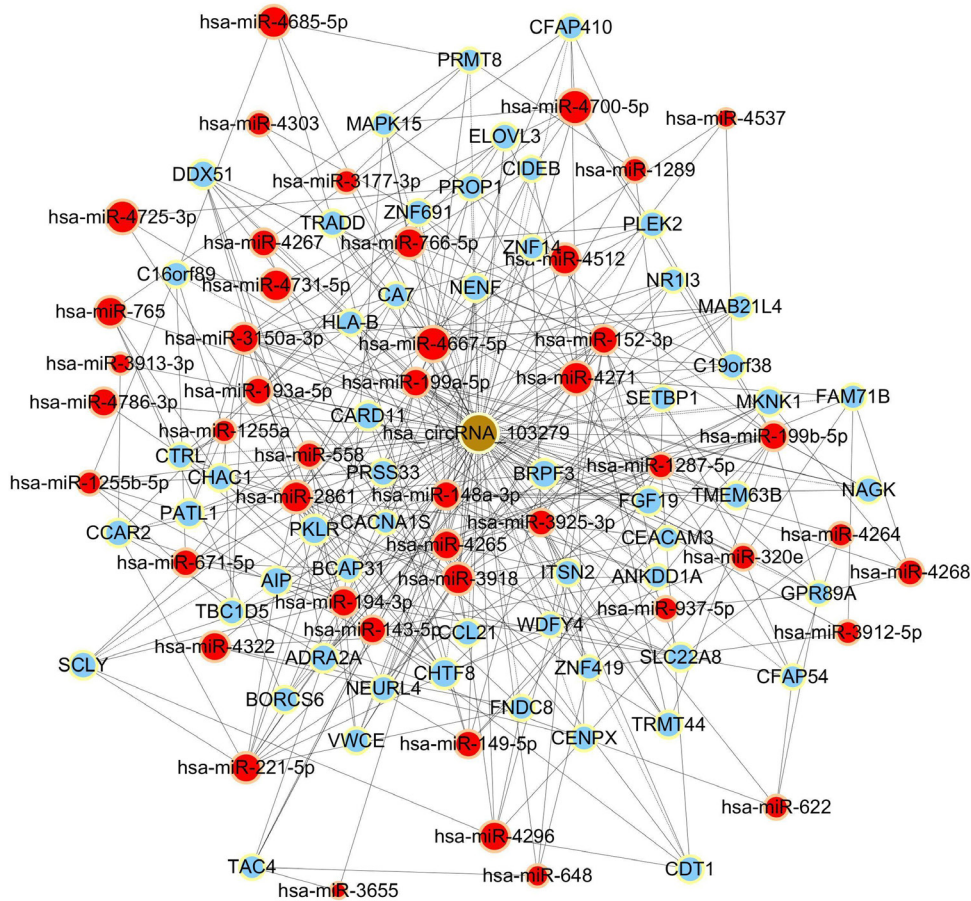 hsa-miR-4685-5p
CFAP410
PRMT8
hsa-miR-4700-5p
hsa-miR-4537
hsa-miR-4303
MAPK15
ELOVL3
CIDEB
hsa-miR-1289
DDX51
hsa-miR-3177-3p
PROP1
hsa-miR-4725-3p
TRADD
ZNF691
PLEK2
hsa-miR-4267
hsa-miR-766-5p
ZNF14
hsa-miR-4512
C16orf89
hsa-miR-4731-5p
CA7
NENF
NR1I3
hsa-miR-765
MAB21L4
HLA-B
hsa-miR-3150a-3p
hsa-miR-4667-5p
hsa-miR-152-3p
hsa-miR-3913-3p
C19orf38
hsa-miR-193a-5p
hsa-miR-199a-5p
hsa-miR-4271
hsa-miR-4786-3p
SETBP1
MKNK1
FAM71B
CARD11
hsa_circRNA_103279
hsa-miR-1255a
hsa-miR-199b-5p
CTRL
hsa-miR-558
hsa-miR-1287-5p
CHAC1
PRSS33
BRPF3
hsa-miR-1255b-5p
hsa-miR-2861
hsa-miR-148a-3p
FGF19
TMEM63B
NAGK
PATL1
CCAR2
PKLR
CACNA1S
hsa-miR-3925-3p
CEACAM3
hsa-miR-4264
hsa-miR-4265
hsa-miR-671-5p
hsa-miR-320e
BCAP31
hsa-miR-4268
AIP
hsa-miR-3918
ITSN2
ANKDD1A
GPR89A
hsa-miR-194-3p
TBC1D5
hsa-miR-937-5p
hsa-miR-143-5p
CCL21
WDFY4
hsa-miR-3912-5p
hsa-miR-4322
ADRA2A
SLC22A8
SCLY
CHTF8
ZNF419
CFAP54
NEURL4
BORCS6
FNDC8
TRMT44
VWCE
hsa-miR-149-5p
CENPX
hsa-miR-221-5p
hsa-miR-622
hsa-miR-4296
TAC4
CDT1
hsa-miR-648
hsa-miR-3655